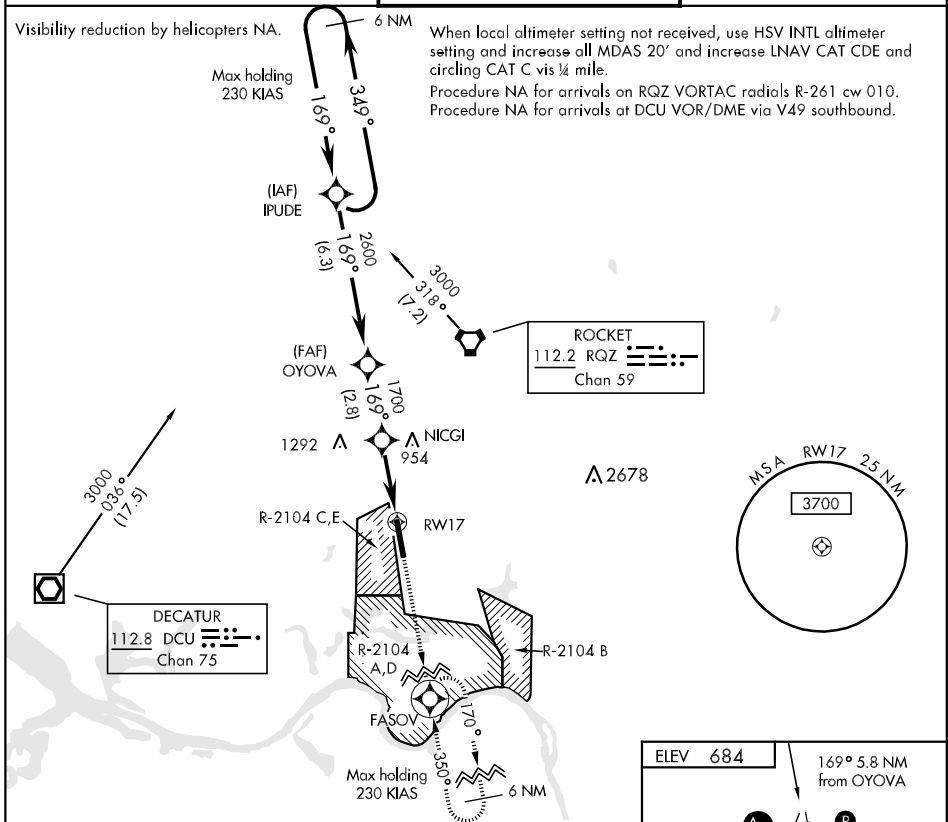 Visibility reduction by helicopters NA.
When local altimeter setting not received, use HSV INTL altimeter
setting and increase all MDAS 20’ and increase LNAV CAT CDE and
circling CAT C vis ¼ mile.
Procedure NA for arrivals on RQZ VORTAC radials R-261 cw 010.
Procedure NA for arrivals at DCU VOR/DME via V49 southbound.
6 NM
Max holding
230 KIAS
169°
349°
(IAF)
IPUDE
2600
169°
(6.3)
3000
318°
(7.2)
ROCKET
112.2 RQZ
Chan 59
(FAF)
OYOVA
1700
169°
(2.8)
1292
NICGI
954
2678
MSA RW17 25 NM
3700
3000
036°
(17.5)
R-2104 C,E
RW17
DECATUR
112.8 DCU
Chan 75
R-2104
A,D
R-2104 B
FASOV
170°
350°
Max holding
230 KIAS
6 NM
ELEV 684
169° 5.8 NM
from OYOVA